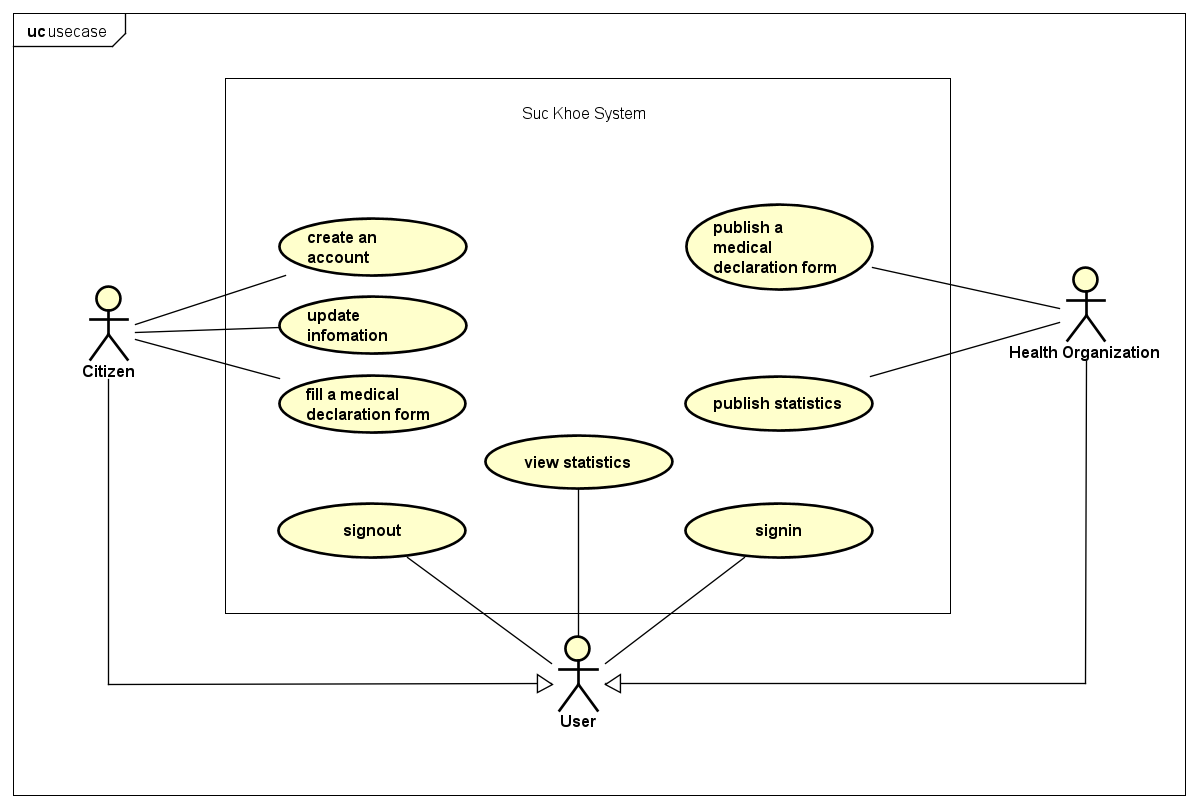 uc usecase
Suc Khoe System
create an
account
publish a
medical
declaration form
update
infomation
Citizen
Health Organization
fill a medical
declaration form
publish statistics
view statistics
signout
signin
User